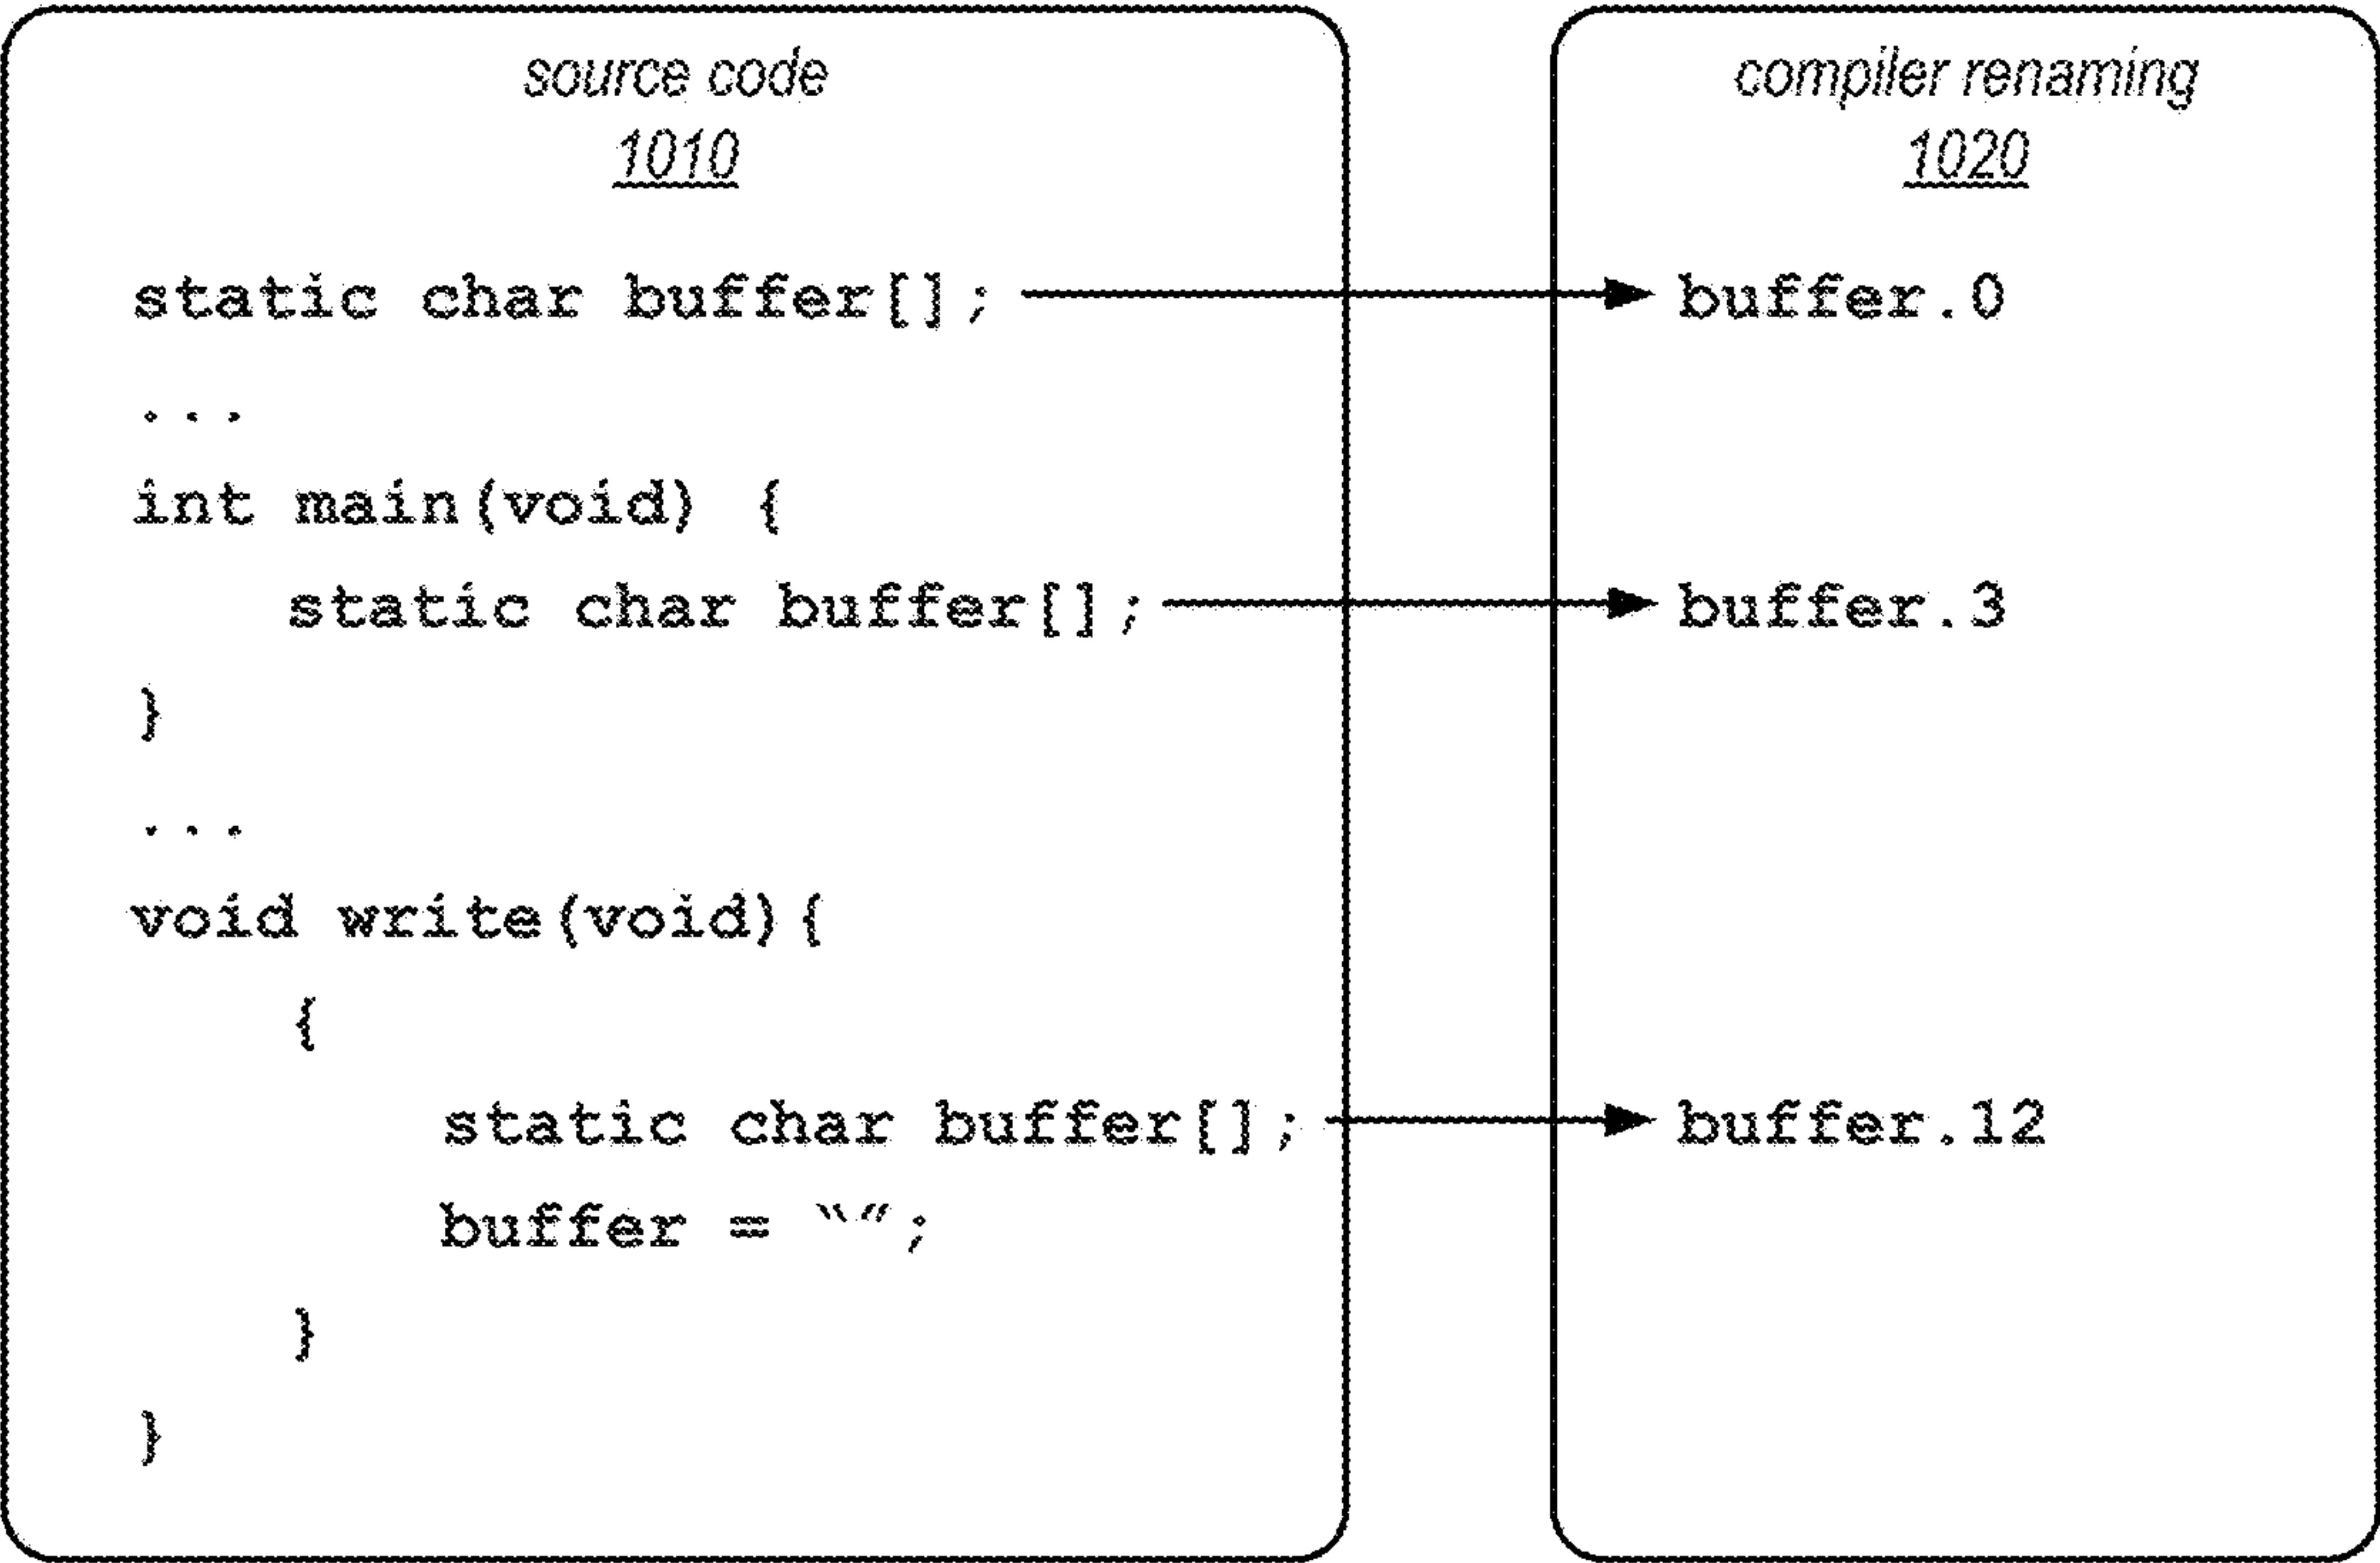 source code
1010
static char buffer[];
...
int main(void) {
static char buffer[];
}
...
void write(void){
{
static char buffer[];
buffer = “”;
}
}
compiler renaming
1020
buffer.0
buffer.3
buffer.12